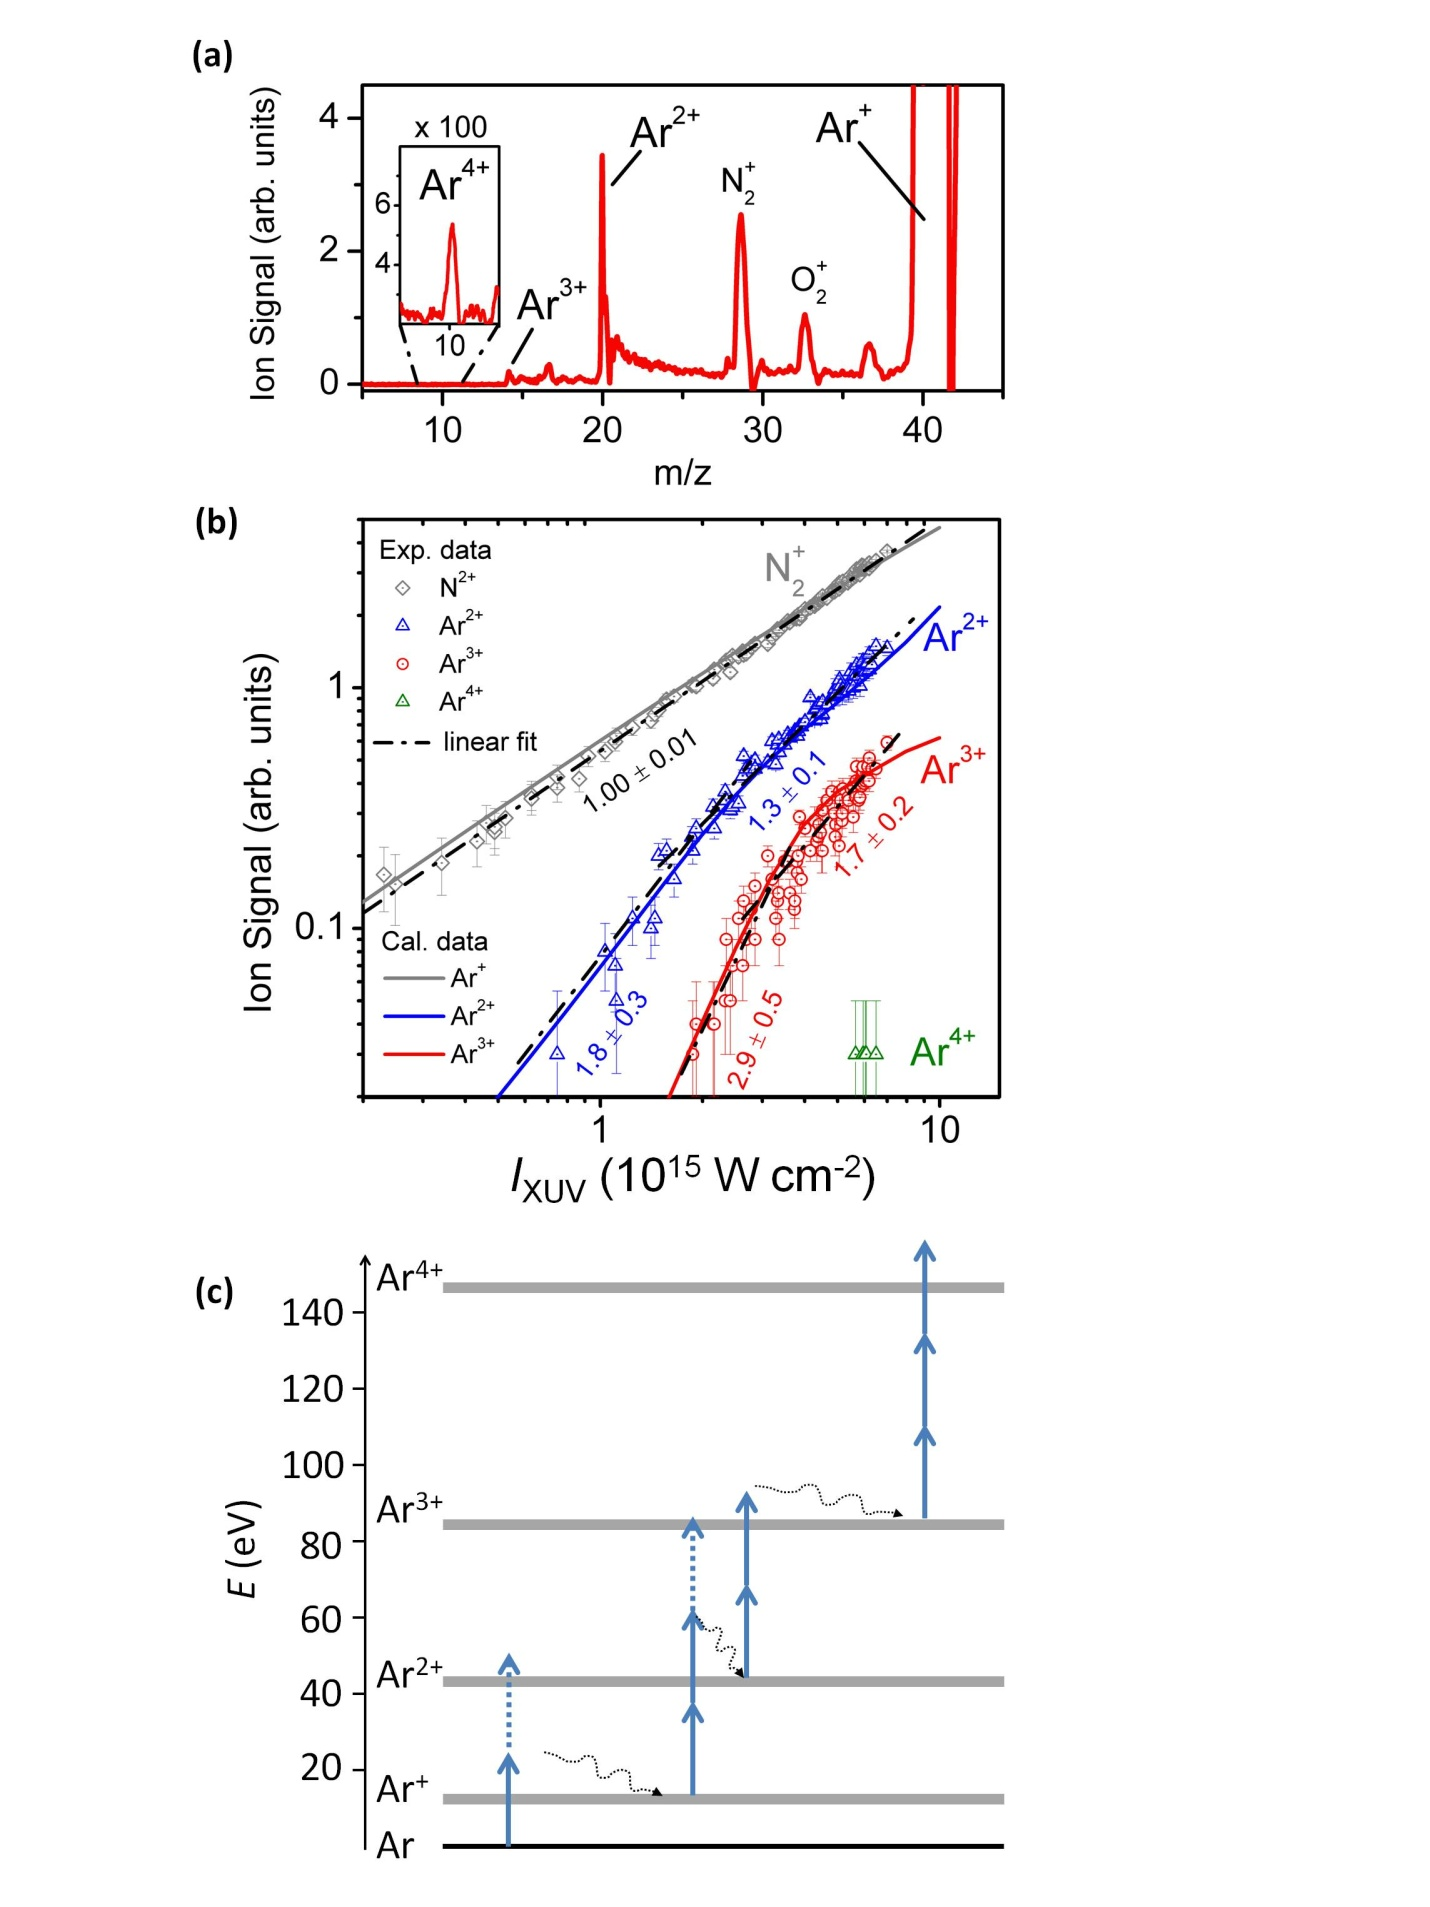 (a)
Ion Signal (arb. units)
4
2
0
x 100
Ar4+
6
4
10
Ar3+
Ar2+
N2+
O2+
Ar+
10 20 30 40
m/z
(b)
Ion Signal (arb. units)
1
0.1
Exp. data
N2+
Ar2+
Ar3+
Ar4+
linear fit
N2+
Ar2+
Ar3+
1.00 ± 0.01
1.3 ± 0.1
1.7 ± 0.2
1.8 ± 0.3
2.9 ± 0.5
Ar4+
Cal. data
Ar+
Ar2+
Ar3+
1 10
IXUV (1015 W cm-2)
(c)
E (eV)
140
120
100
80
60
40
20
Ar4+
Ar3+
Ar2+
Ar+
Ar